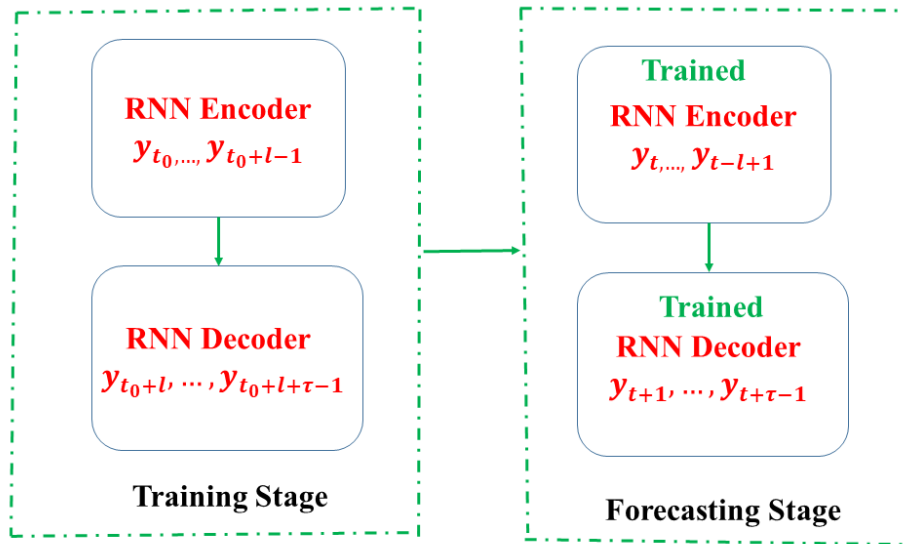 RNN Encoder
y_{t_0},..., y_{t_0+l-1}
RNN Decoder
y_{t_0+l}, ..., y_{t_0+l+τ-1}
Training Stage
Trained
RNN Encoder
y_{t},..., y_{t-l+1}
Trained
RNN Decoder
y_{t+1}, ..., y_{t+τ-1}
Forecasting Stage